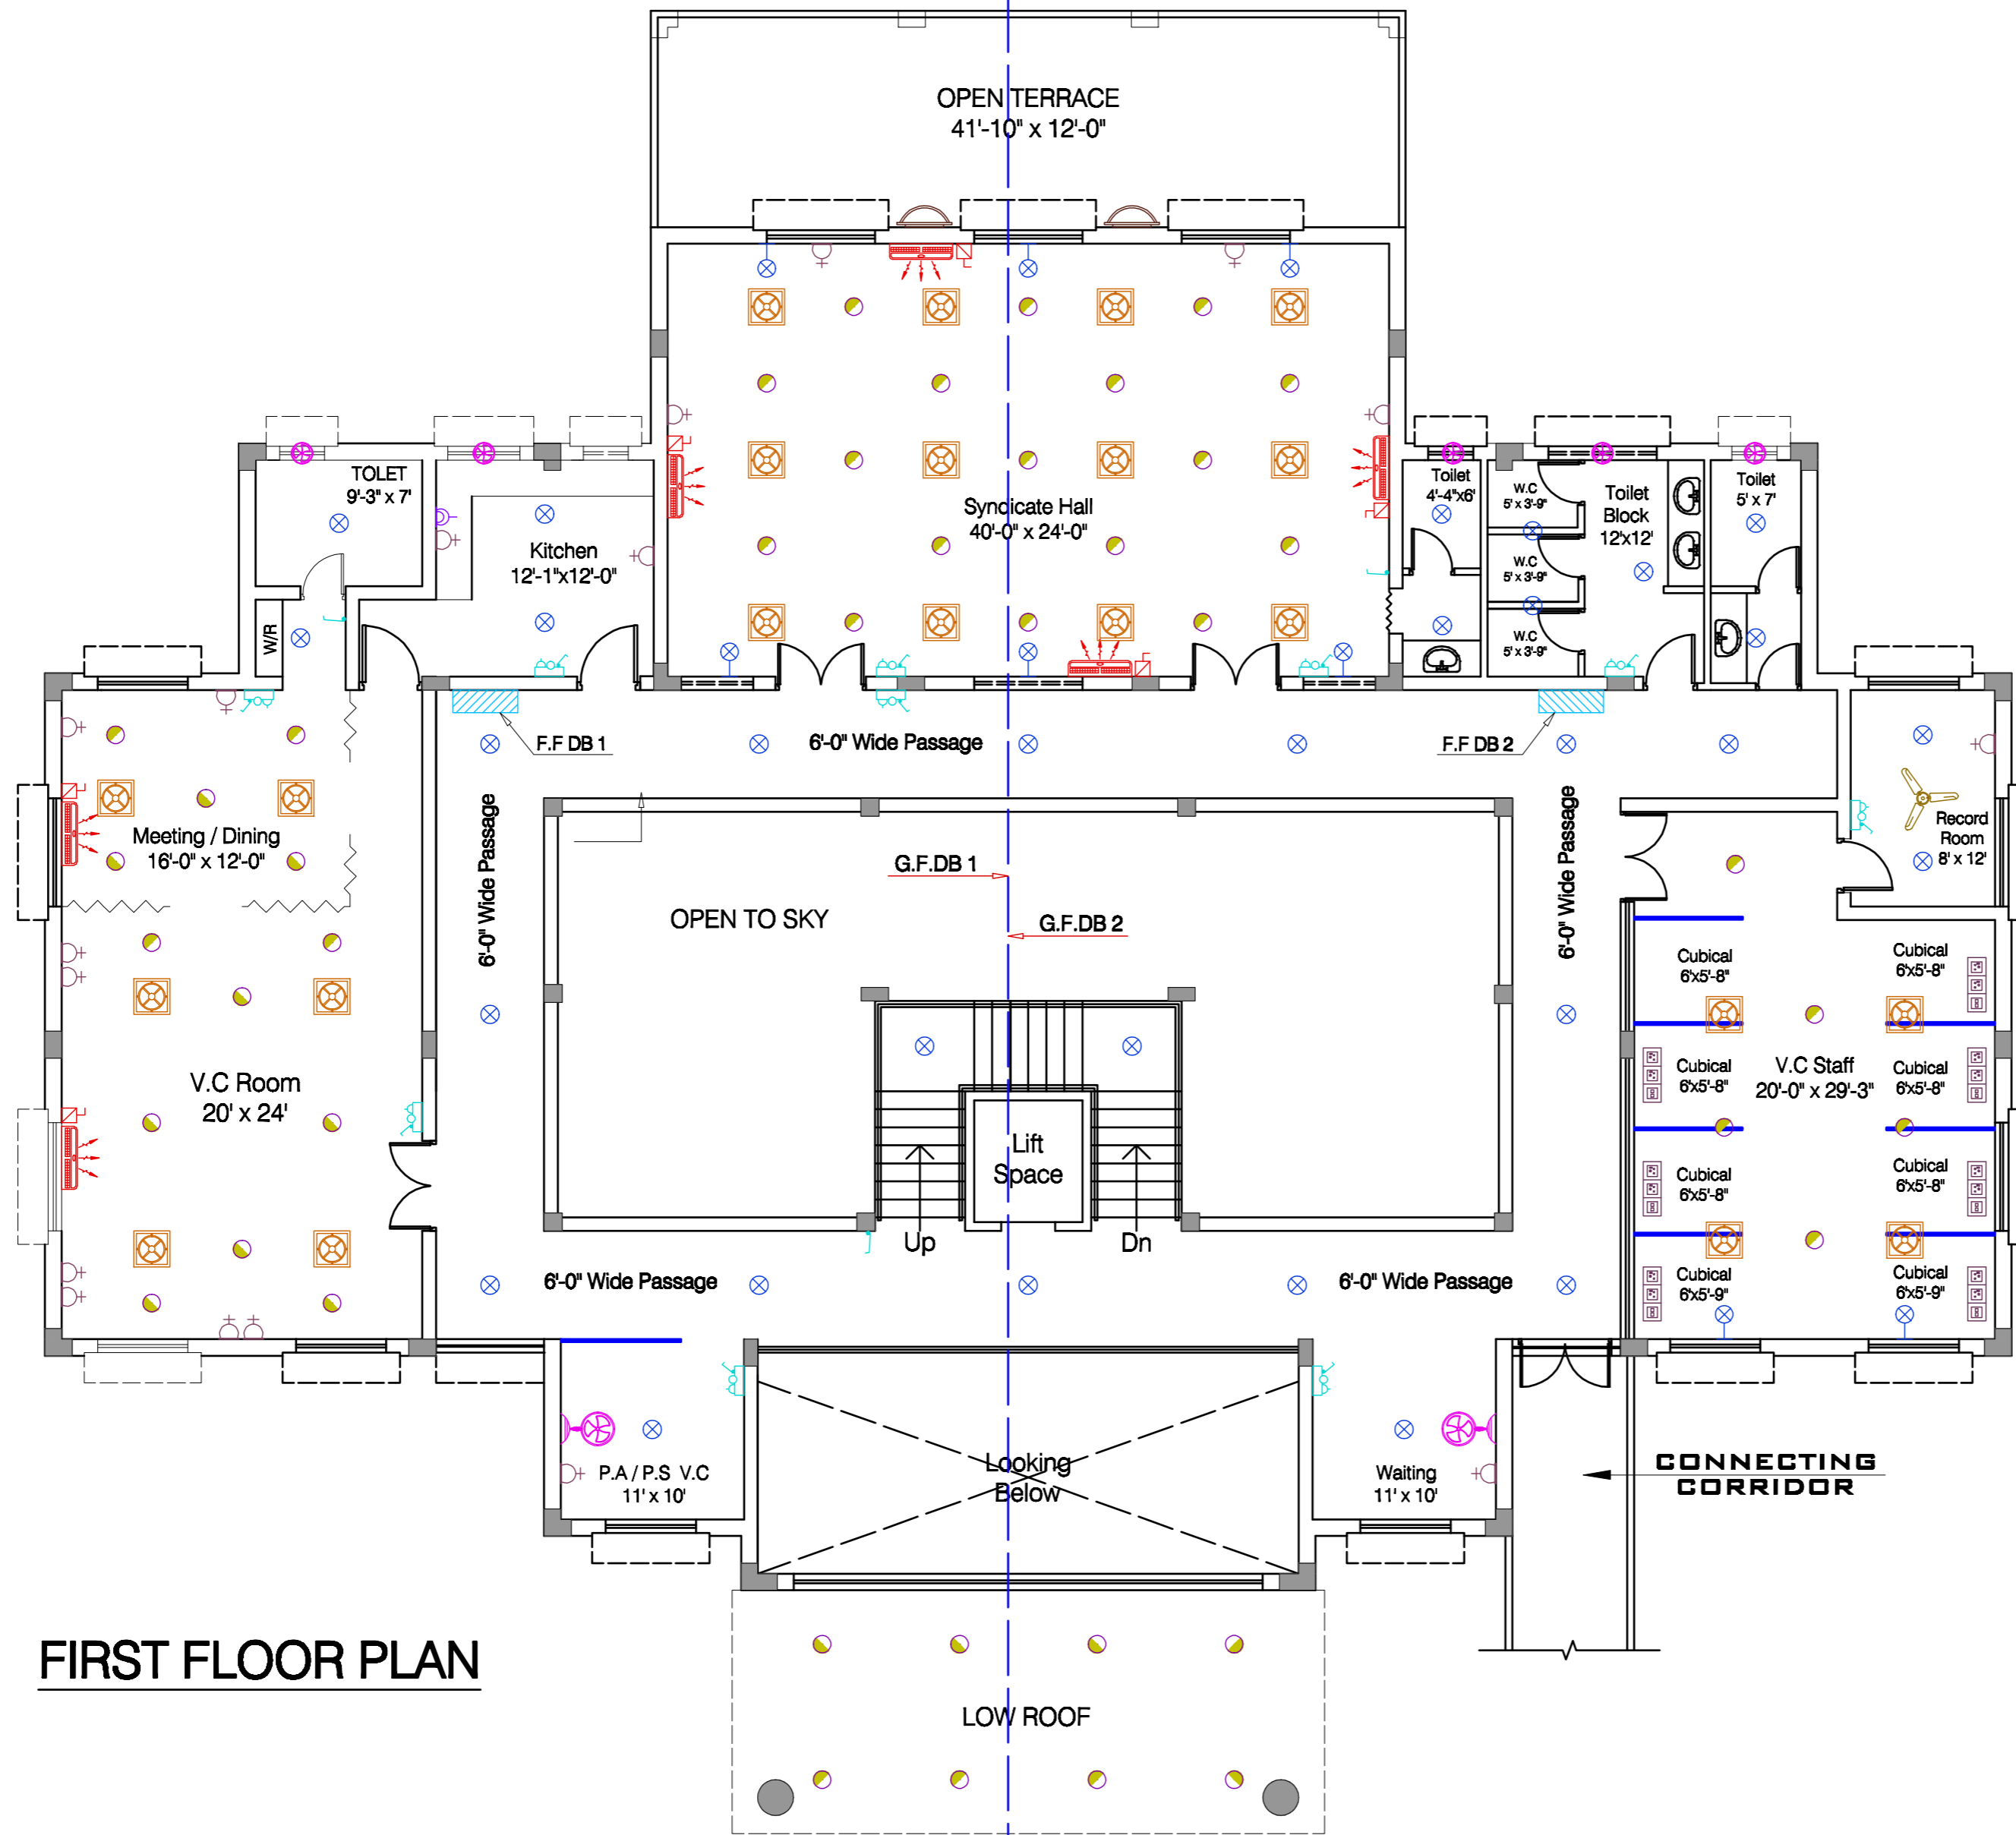 OPEN TERRACE
41'-10" x 12'-0"
TOLET
9'-3" x 7'
Kitchen
12'-1"x12'-0"
W/R
Syndicate Hall
40'-0" x 24'-0"
Toilet
4'-4"x6'
W.C
5' x 3'-9"
W.C
5' x 3'-9"
W.C
5' x 3'-9"
Toilet
Block
12'x12'
Toilet
5' x 7'
F.F DB 1
6'-0" Wide Passage
F.F DB 2
Meeting / Dining
16'-0" x 12'-0"
6'-0" Wide Passage
6'-0" Wide Passage
Record
Room
8' x 12'
G.F.DB 1
OPEN TO SKY
G.F.DB 2
Cubical
6'x5'-8"
Cubical
6'x5'-8"
V.C Room
20' x 24'
Cubical
6'x5'-8"
V.C Staff
20'-0" x 29'-3"
Cubical
6'x5'-8"
Lift
Space
Cubical
6'x5'-8"
Cubical
6'x5'-8"
Up
Dn
6'-0" Wide Passage
6'-0" Wide Passage
Cubical
6'x5'-9"
Cubical
6'x5'-9"
P.A / P.S V.C
11' x 10'
Looking
Below
Waiting
11' x 10'
CONNECTING
CORRIDOR
FIRST FLOOR PLAN
LOW ROOF